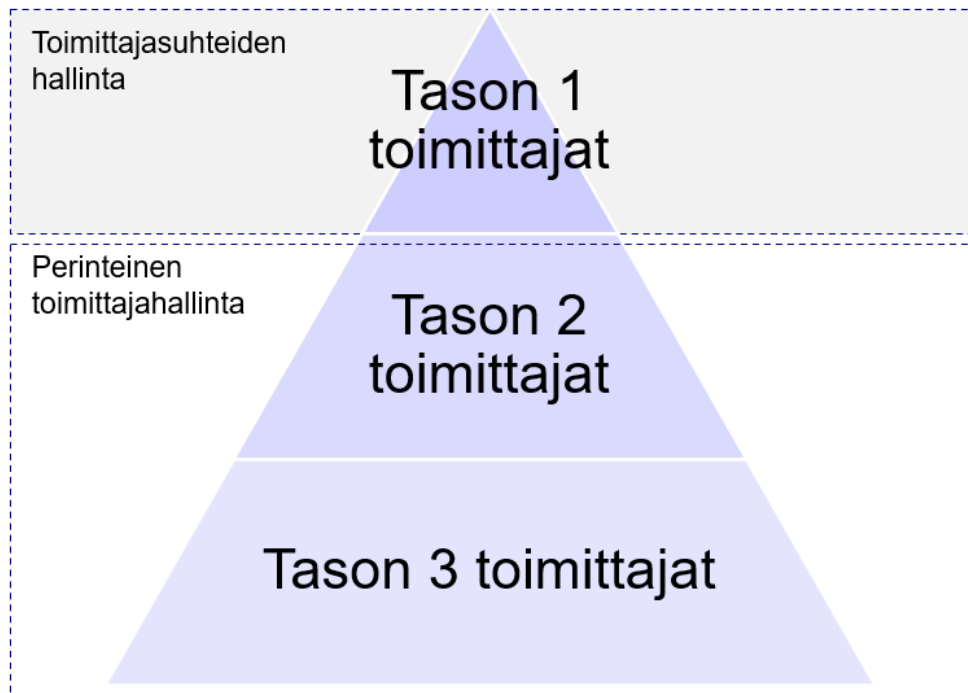 Toimittajasuhteiden
hallinta
Tason 1
toimittajat
Perinteinen
toimittajahallinta
Tason 2
toimittajat
Tason 3 toimittajat